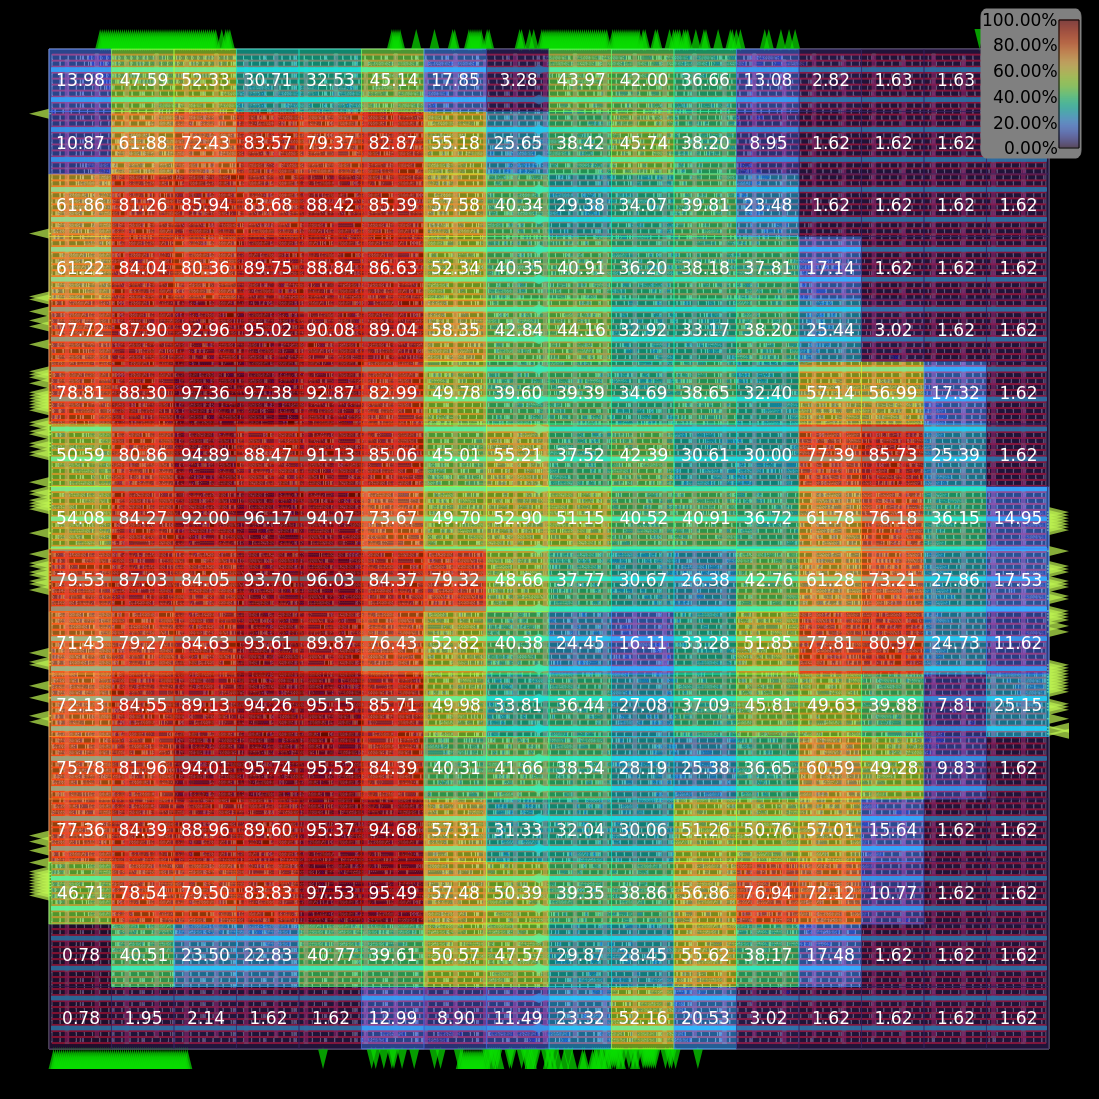 100.00%
80.00%
60.00%
40.00%
20.00%
0.00%
13.98 47.59 52.33 30.71 32.53 45.14 17.85 3.28 43.97 42.00 36.66 13.08 2.82 1.63 1.63
10.87 61.88 72.43 83.57 79.37 82.87 55.18 25.65 38.42 45.74 38.20 8.95 1.62 1.62 1.62
61.86 81.26 85.94 83.68 88.42 85.39 57.58 40.34 29.38 34.07 39.81 23.48 1.62 1.62 1.62 1.62
61.22 84.04 80.36 89.75 88.84 86.63 52.34 40.35 40.91 36.20 38.18 37.81 17.14 1.62 1.62 1.62
77.72 87.90 92.96 95.02 90.08 89.04 58.35 42.84 44.16 32.92 33.17 38.20 25.44 3.02 1.62 1.62
78.81 88.30 97.36 97.38 92.87 82.99 49.78 39.60 39.39 34.69 38.65 32.40 57.14 56.99 17.32 1.62
50.59 80.86 94.89 88.47 91.13 85.06 45.01 55.21 37.52 42.39 30.61 30.00 77.39 85.73 25.39 1.62
54.08 84.27 92.00 96.17 94.07 73.67 49.70 52.90 51.15 40.52 40.91 36.72 61.78 76.18 36.15 14.95
79.53 87.03 84.05 93.70 96.03 84.37 79.32 48.66 37.77 30.67 26.38 42.76 61.28 73.21 27.86 17.53
71.43 79.27 84.63 93.61 89.87 76.43 52.82 40.38 24.45 16.11 33.28 51.85 77.81 80.97 24.73 11.62
72.13 84.55 89.13 94.26 95.15 85.71 49.98 33.81 36.44 27.08 37.09 45.81 49.63 39.88 7.81 25.15
75.78 81.96 94.01 95.74 95.52 84.39 40.31 41.66 38.54 28.19 25.38 36.65 60.59 49.28 9.83 1.62
77.36 84.39 88.96 89.60 95.37 94.68 57.31 31.33 32.04 30.06 51.26 50.76 57.01 15.64 1.62 1.62
46.71 78.54 79.50 83.83 97.53 95.49 57.48 50.39 39.35 38.86 56.86 76.94 72.12 10.77 1.62 1.62
0.78 40.51 23.50 22.83 40.77 39.61 50.57 47.57 29.87 28.45 55.62 38.17 17.48 1.62 1.62 1.62
0.78 1.95 2.14 1.62 1.62 12.99 8.90 11.49 23.32 52.16 20.53 3.02 1.62 1.62 1.62 1.62